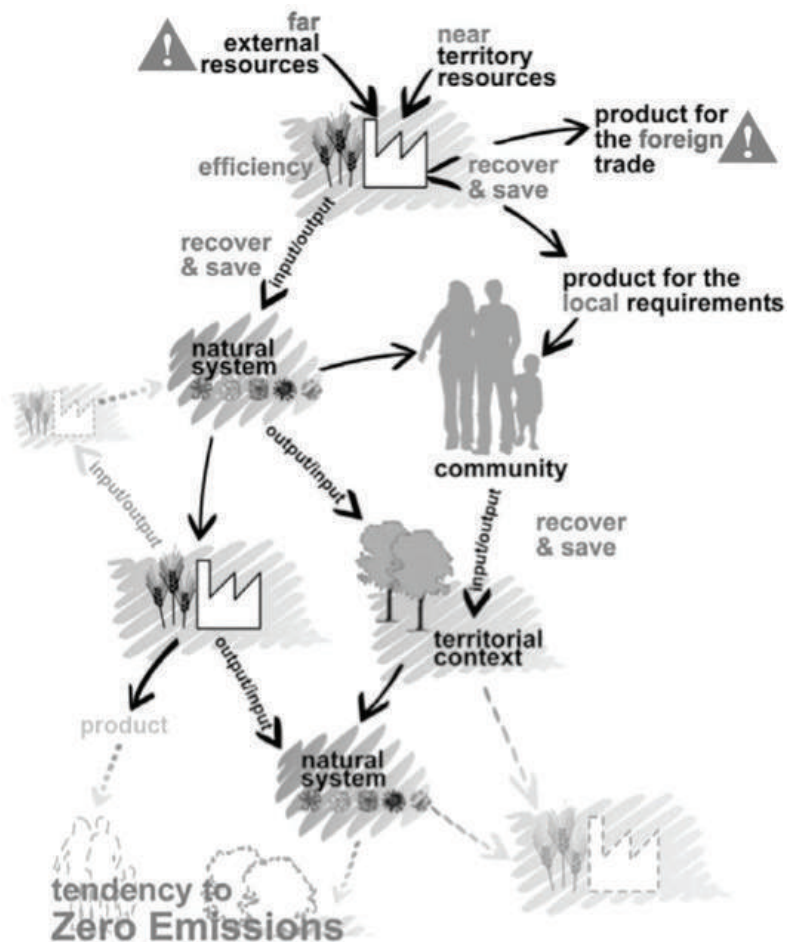 far
external
resources
near
territory
resources
product for
the foreign
trade
efficiency
recover
& save
recover
& save
input/output
product for the
local requirements
natural
system
output/input
community
input/output
input/output
recover
& save
territorial
context
output/input
product
natural
system
tendency to
Zero Emissions